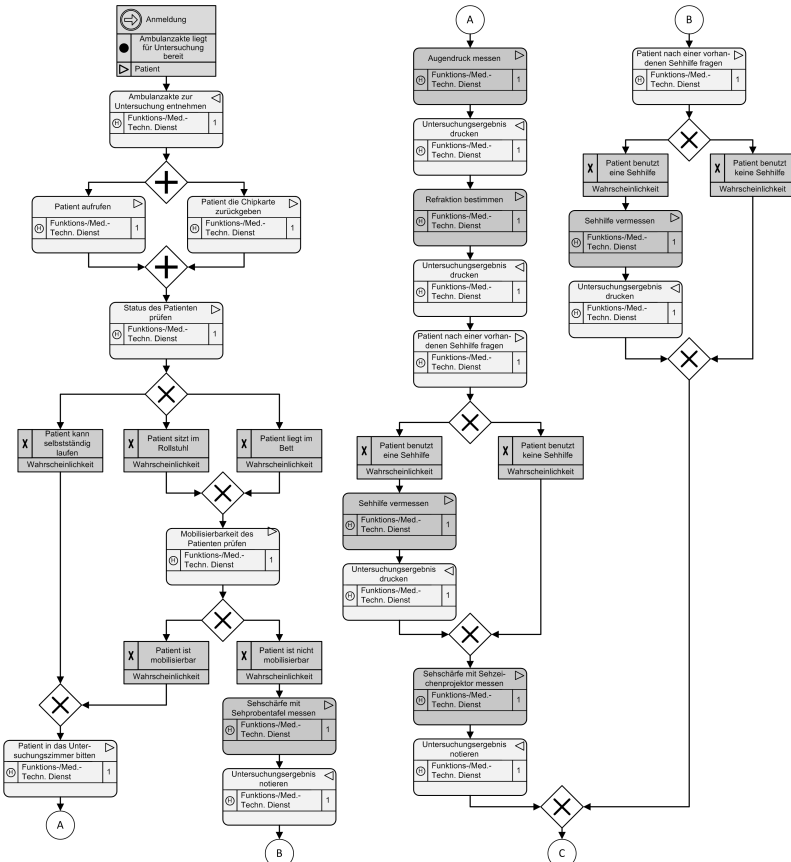 Anmeldung
Ambulanzakte liegt
für Untersuchung
bereit
Patient
Ambulanzakte zur
Untersuchung entnehmen
H Funktions-/Med.-
Techn. Dienst 1
Patient aufrufen
H Funktions-/Med.-
Techn. Dienst 1
Patient die Chipkarte
zurückgeben
H Funktions-/Med.-
Techn. Dienst 1
Status des Patienten
prüfen
H Funktions-/Med.-
Techn. Dienst 1
X Patient kann
selbstständig
laufen
Wahrscheinlichkeit
X Patient sitzt im
Rollstuhl
Wahrscheinlichkeit
X Patient liegt im
Bett
Wahrscheinlichkeit
Mobilisierbarkeit des
Patienten prüfen
H Funktions-/Med.-
Techn. Dienst 1
X Patient ist
mobilisierbar
Wahrscheinlichkeit
X Patient ist nicht
mobilisierbar
Wahrscheinlichkeit
Patient in das Unter-
suchungszimmer bitten
H Funktions-/Med.-
Techn. Dienst 1
A
Sehschärfe mit
Sehprobentafel messen
H Funktions-/Med.-
Techn. Dienst 1
Untersuchungsergebnis
notieren
H Funktions-/Med.-
Techn. Dienst 1
B
A
Augendruck messen
H Funktions-/Med.-
Techn. Dienst 1
Untersuchungsergebnis
drucken
H Funktions-/Med.-
Techn. Dienst 1
Refraktion bestimmen
H Funktions-/Med.-
Techn. Dienst 1
Untersuchungsergebnis
drucken
H Funktions-/Med.-
Techn. Dienst 1
Patient nach einer vorhan-
denen Sehhilfe fragen
H Funktions-/Med.-
Techn. Dienst 1
X Patient benutzt
eine Sehhilfe
Wahrscheinlichkeit
X Patient benutzt
keine Sehhilfe
Wahrscheinlichkeit
Sehhilfe vermessen
H Funktions-/Med.-
Techn. Dienst 1
Untersuchungsergebnis
drucken
H Funktions-/Med.-
Techn. Dienst 1
Sehschärfe mit Sehzei-
chenprojektor messen
H Funktions-/Med.-
Techn. Dienst 1
Untersuchungsergebnis
notieren
H Funktions-/Med.-
Techn. Dienst 1
B
Patient nach einer vorhan-
denen Sehhilfe fragen
H Funktions-/Med.-
Techn. Dienst 1
X Patient benutzt
eine Sehhilfe
Wahrscheinlichkeit
X Patient benutzt
keine Sehhilfe
Wahrscheinlichkeit
Sehhilfe vermessen
H Funktions-/Med.-
Techn. Dienst 1
Untersuchungsergebnis
drucken
H Funktions-/Med.-
Techn. Dienst 1
C